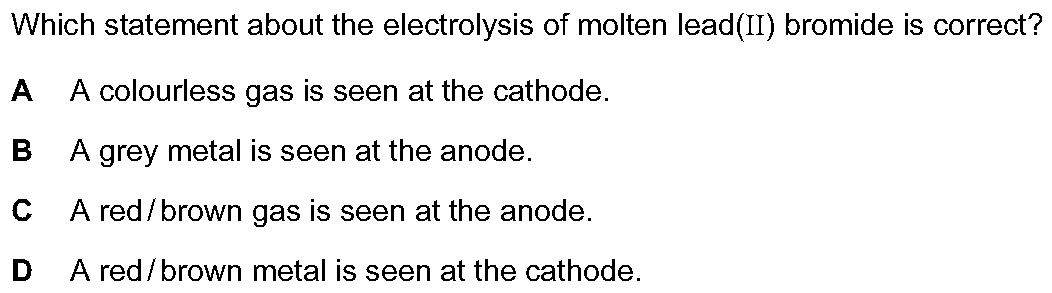 Which statement about the electrolysis of molten lead(II) bromide is correct?
A A colourless gas is seen at the cathode.
B A grey metal is seen at the anode.
C A red / brown gas is seen at the anode.
D A red / brown metal is seen at the cathode.